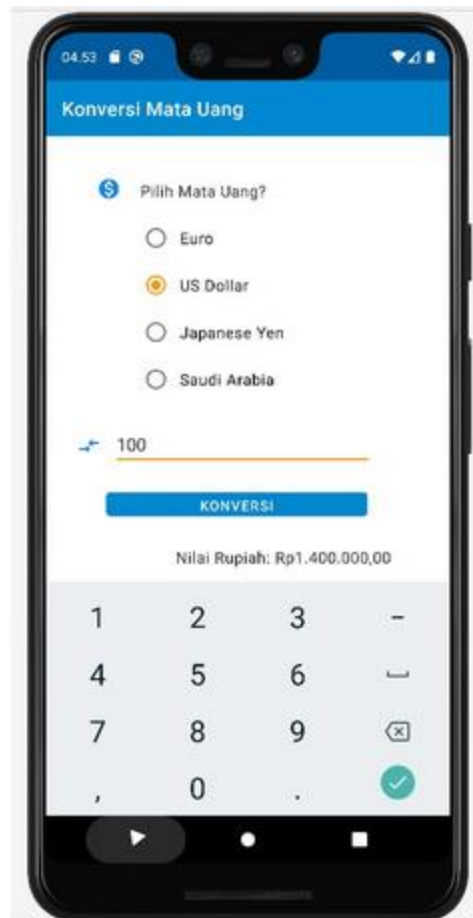 04.53
Konversi Mata Uang
Pilih Mata Uang?
Euro
US Dollar
Japanese Yen
Saudi Arabia
100
KONVERSI
Nilai Rupiah: Rp1.400.000,00
1 2 3 -
4 5 6
7 8 9
, 0 .